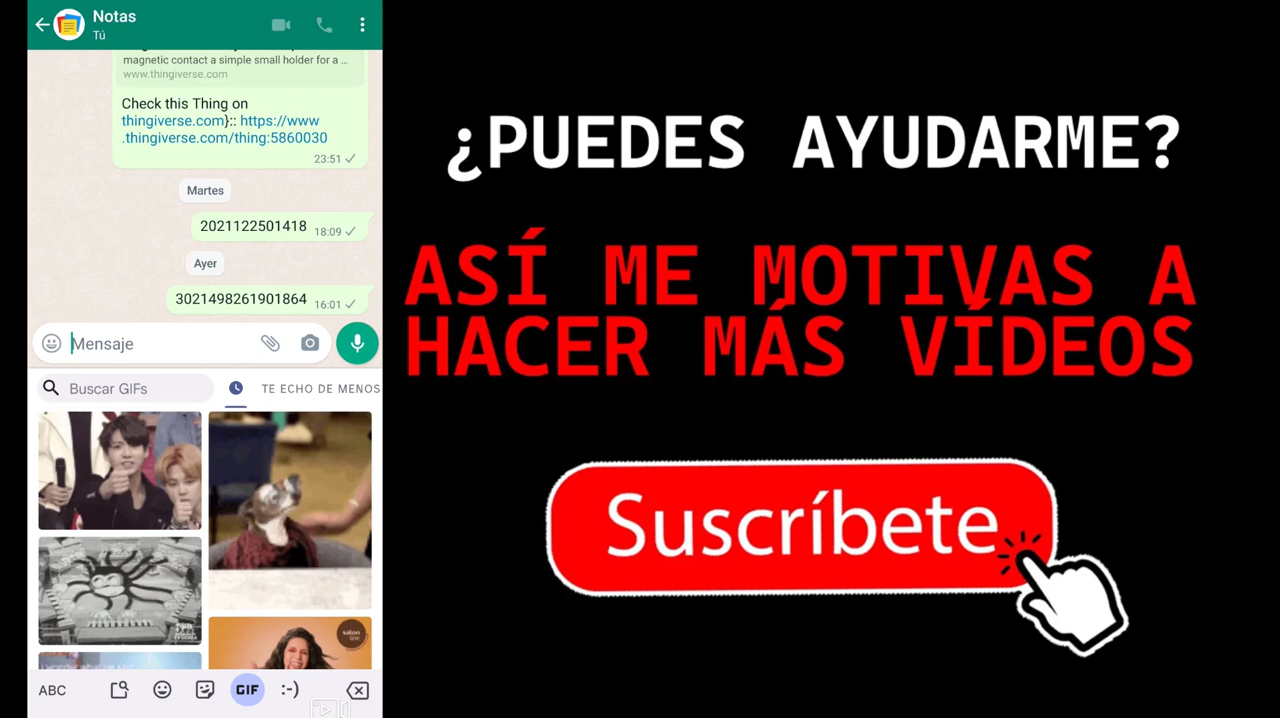 Notas
Tú
magnetic contact a simple small holder for a ...
www.thingiverse.com
Check this Thing on
thingiverse.com}:: https://www
.thingiverse.com/thing:5860030
23:51
Martes
2021122501418
18:09
Ayer
3021498261901864
16:01
Mensaje
Buscar GIFs
TE ECHO DE MENOS
salon
line
ABC
GIF
:-)
¿PUEDES AYUDARME?
ASÍ ME MOTIVAS A
HACER MÁS VÍDEOS
Suscríbete